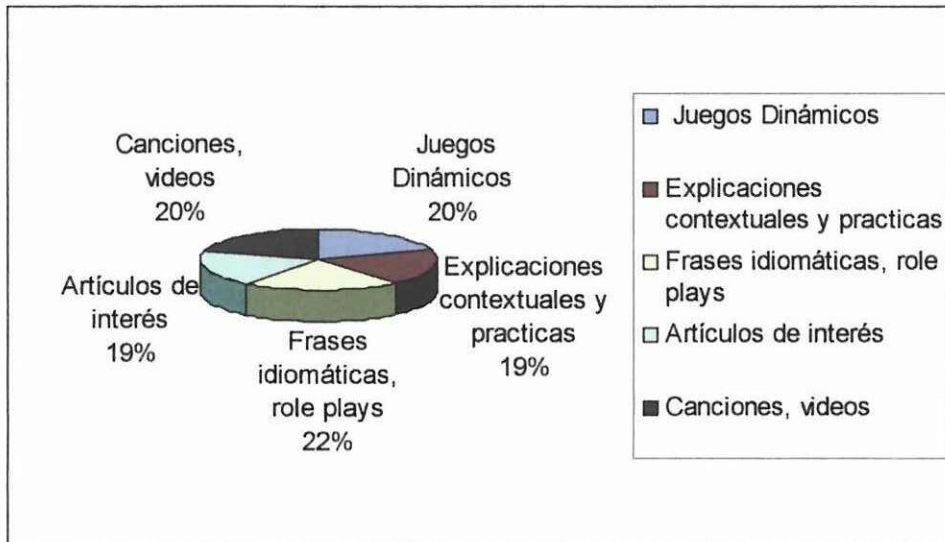 Canciones,
videos
20%
Juegos
Dinámicos
20%
Explicaciones
contextuales y
practicas
19%
Frases
idiomáticas,
role plays
22%
Artículos de
interés
19%
Juegos Dinámicos
Explicaciones
contextuales y practicas
Frases idiomáticas, role
plays
Artículos de interés
Canciones, videos